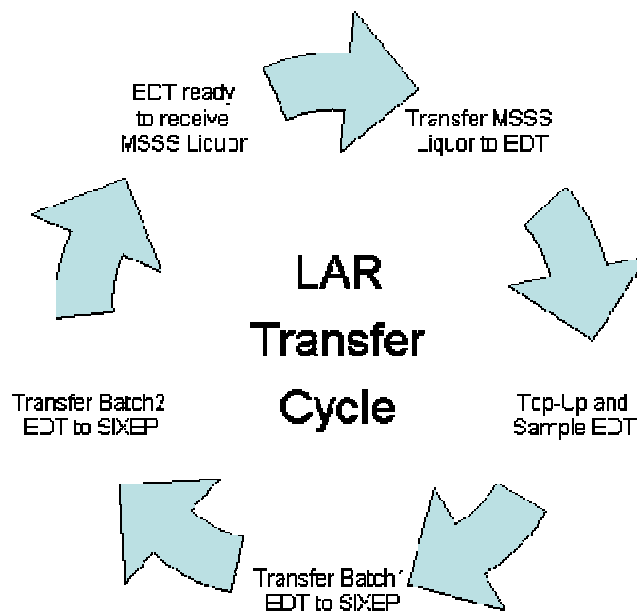 EDT ready
to receive
MSSS Liquor
Transfer MSSS
Liquor to EDT
LAR
Transfer
Cycle
Top-Up and
Sample EDT
Transfer Batch1
EDT to SIXEP
Transfer Batch2
EDT to SIXEP